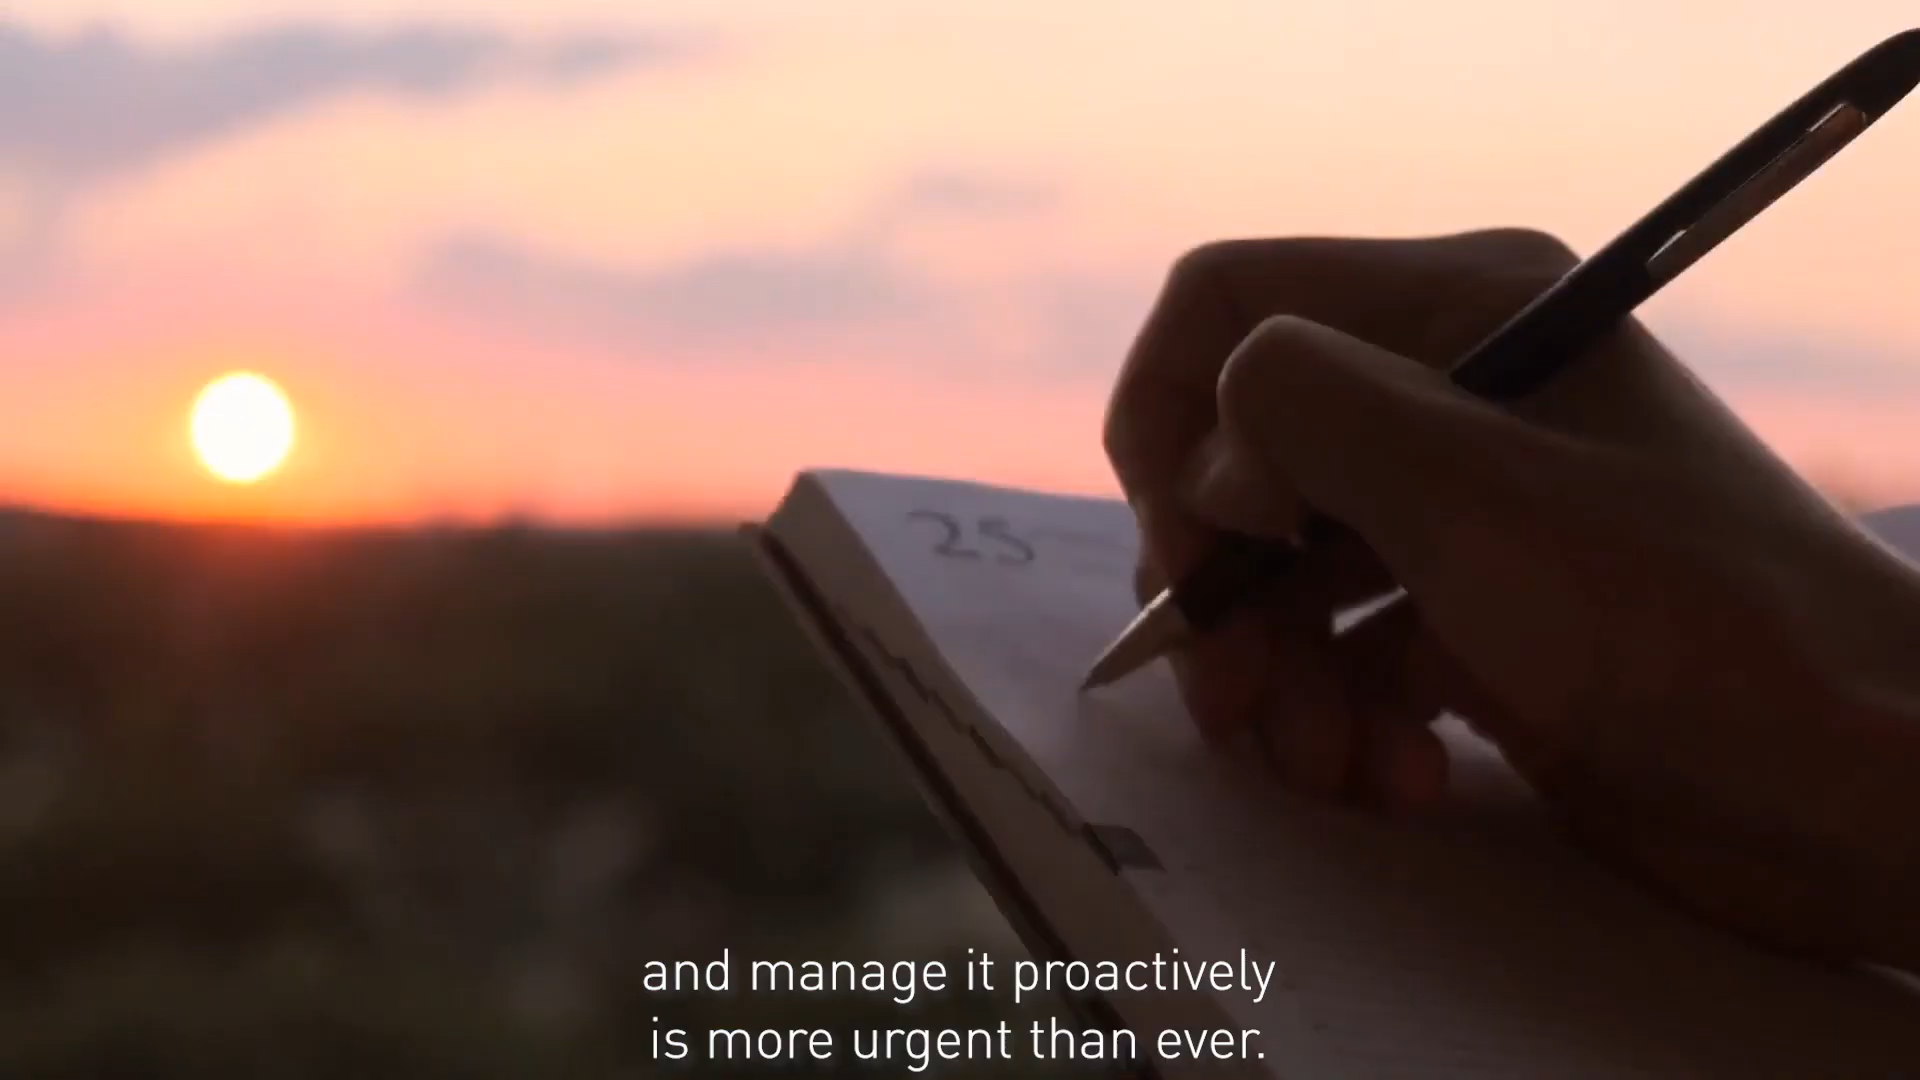 25
and manage it proactively
is more urgent than ever.